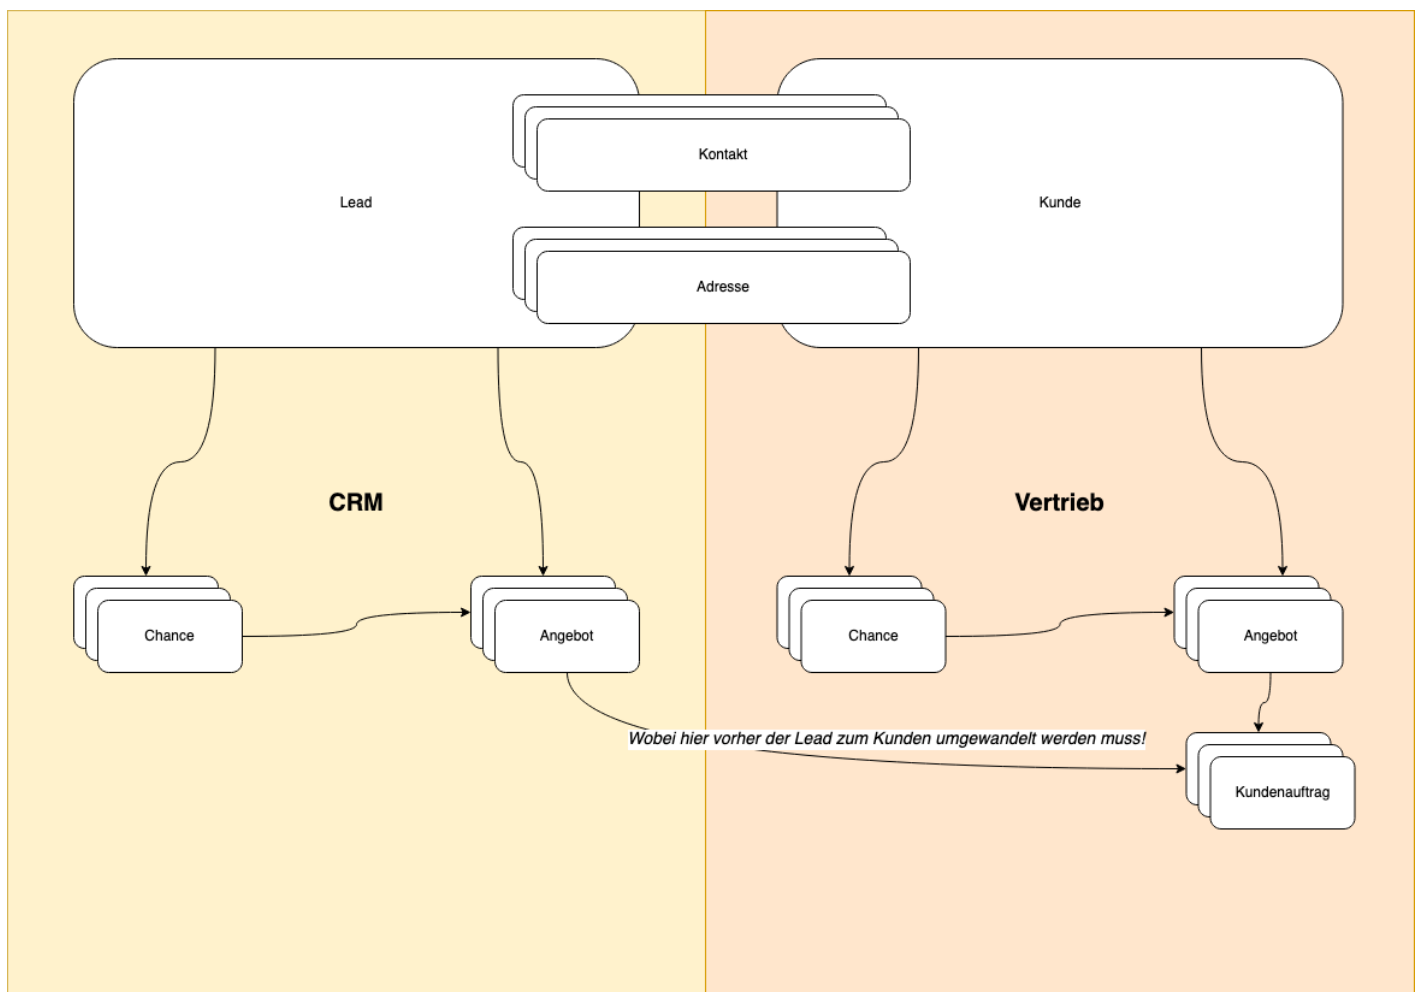 Kontakt
Lead
Kunde
Adresse
CRM
Vertrieb
Chance
Angebot
Chance
Angebot
Wobei hier vorher der Lead zum Kunden umgewandelt werden muss!
Kundenauftrag